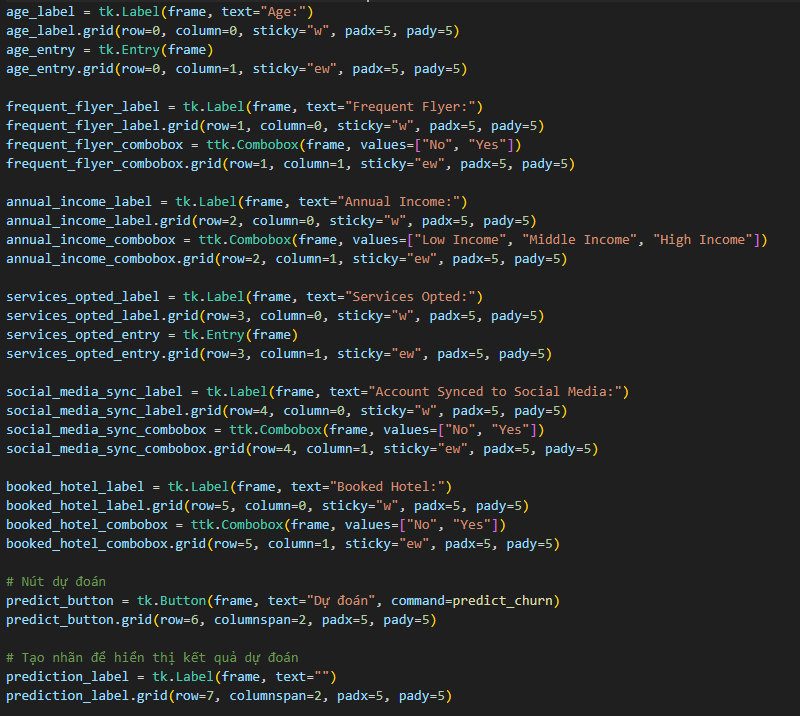 age_label = tk.Label(frame, text="Age:")
age_label.grid(row=0, column=0, sticky="w", padx=5, pady=5)
age_entry = tk.Entry(frame)
age_entry.grid(row=0, column=1, sticky="ew", padx=5, pady=5)

frequent_flyer_label = tk.Label(frame, text="Frequent Flyer:")
frequent_flyer_label.grid(row=1, column=0, sticky="w", padx=5, pady=5)
frequent_flyer_combobox = ttk.Combobox(frame, values=["No", "Yes"])
frequent_flyer_combobox.grid(row=1, column=1, sticky="ew", padx=5, pady=5)

annual_income_label = tk.Label(frame, text="Annual Income:")
annual_income_label.grid(row=2, column=0, sticky="w", padx=5, pady=5)
annual_income_combobox = ttk.Combobox(frame, values=["Low Income", "Middle Income", "High Income"])
annual_income_combobox.grid(row=2, column=1, sticky="ew", padx=5, pady=5)

services_opted_label = tk.Label(frame, text="Services Opted:")
services_opted_label.grid(row=3, column=0, sticky="w", padx=5, pady=5)
services_opted_entry = tk.Entry(frame)
services_opted_entry.grid(row=3, column=1, sticky="ew", padx=5, pady=5)

social_media_sync_label = tk.Label(frame, text="Account Synced to Social Media:")
social_media_sync_label.grid(row=4, column=0, sticky="w", padx=5, pady=5)
social_media_sync_combobox = ttk.Combobox(frame, values=["No", "Yes"])
social_media_sync_combobox.grid(row=4, column=1, sticky="ew", padx=5, pady=5)

booked_hotel_label = tk.Label(frame, text="Booked Hotel:")
booked_hotel_label.grid(row=5, column=0, sticky="w", padx=5, pady=5)
booked_hotel_combobox = ttk.Combobox(frame, values=["No", "Yes"])
booked_hotel_combobox.grid(row=5, column=1, sticky="ew", padx=5, pady=5)

# Nút dự đoán
predict_button = tk.Button(frame, text="Dự đoán", command=predict_churn)
predict_button.grid(row=6, columnspan=2, padx=5, pady=5)

# Tạo nhãn để hiển thị kết quả dự đoán
prediction_label = tk.Label(frame, text="")
prediction_label.grid(row=7, columnspan=2, padx=5, pady=5)